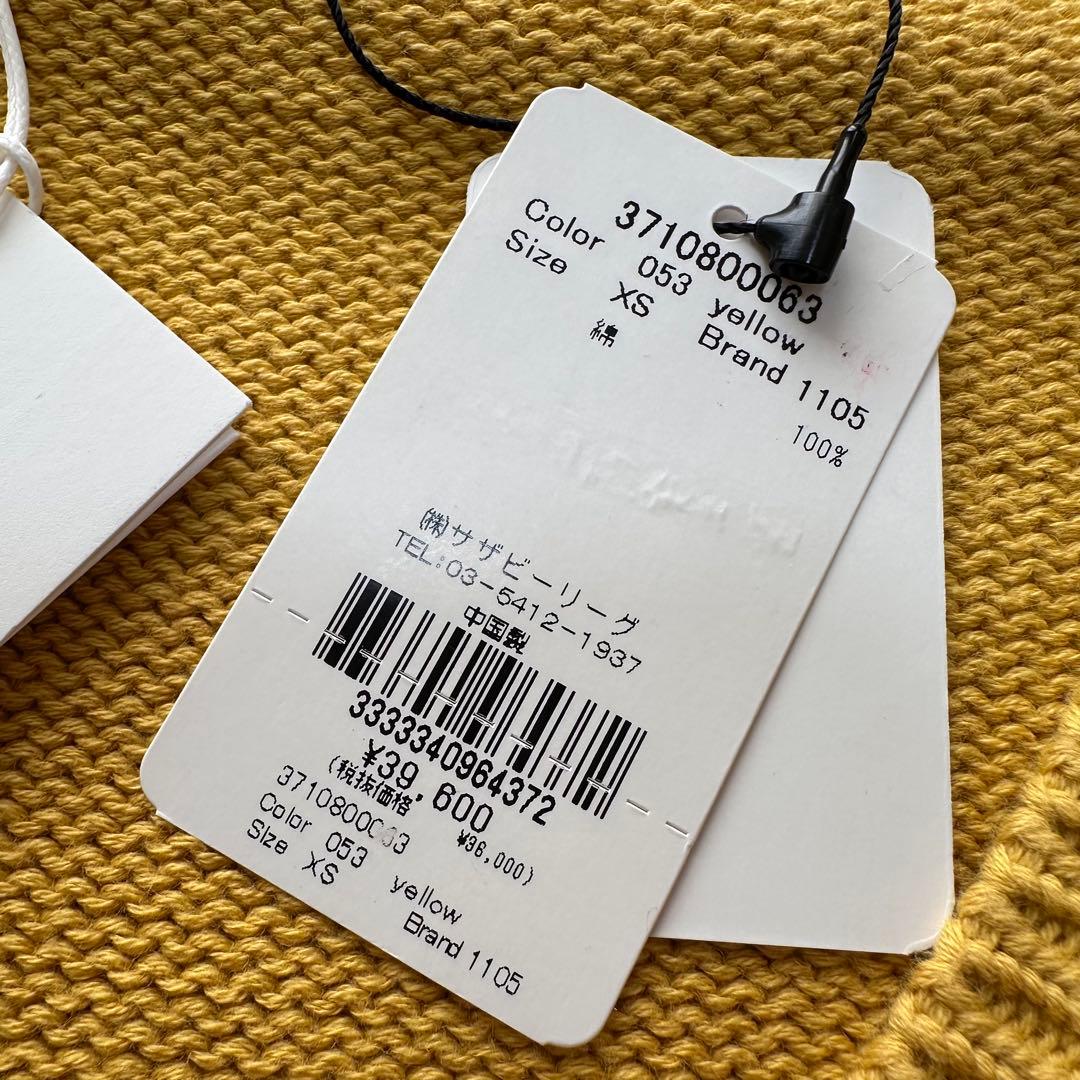 3710800063
Color 053 yellow
Size XS Brand 1105
綿 100%
㈱サザビーリーグ
TEL:03-5412-1937
中国製
3333340964372
¥39,600
(税抜価格 ¥36,000)
3710800063
Color 053 yellow
Size XS Brand 1105